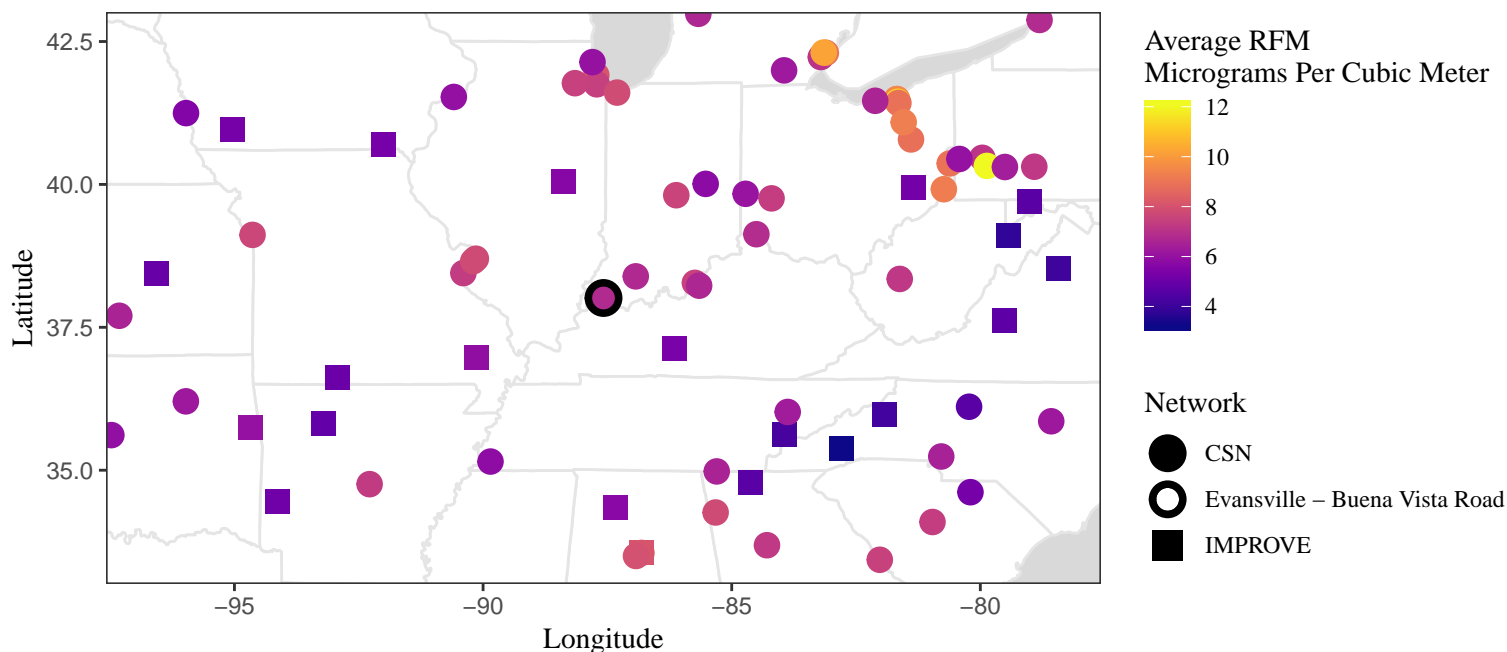 42.5
40.0
37.5
35.0
Latitude
−95
−90
−85
−80
Longitude
Average RFM
Micrograms Per Cubic Meter
12
10
8
6
4
Network
CSN
Evansville – Buena Vista Road
IMPROVE